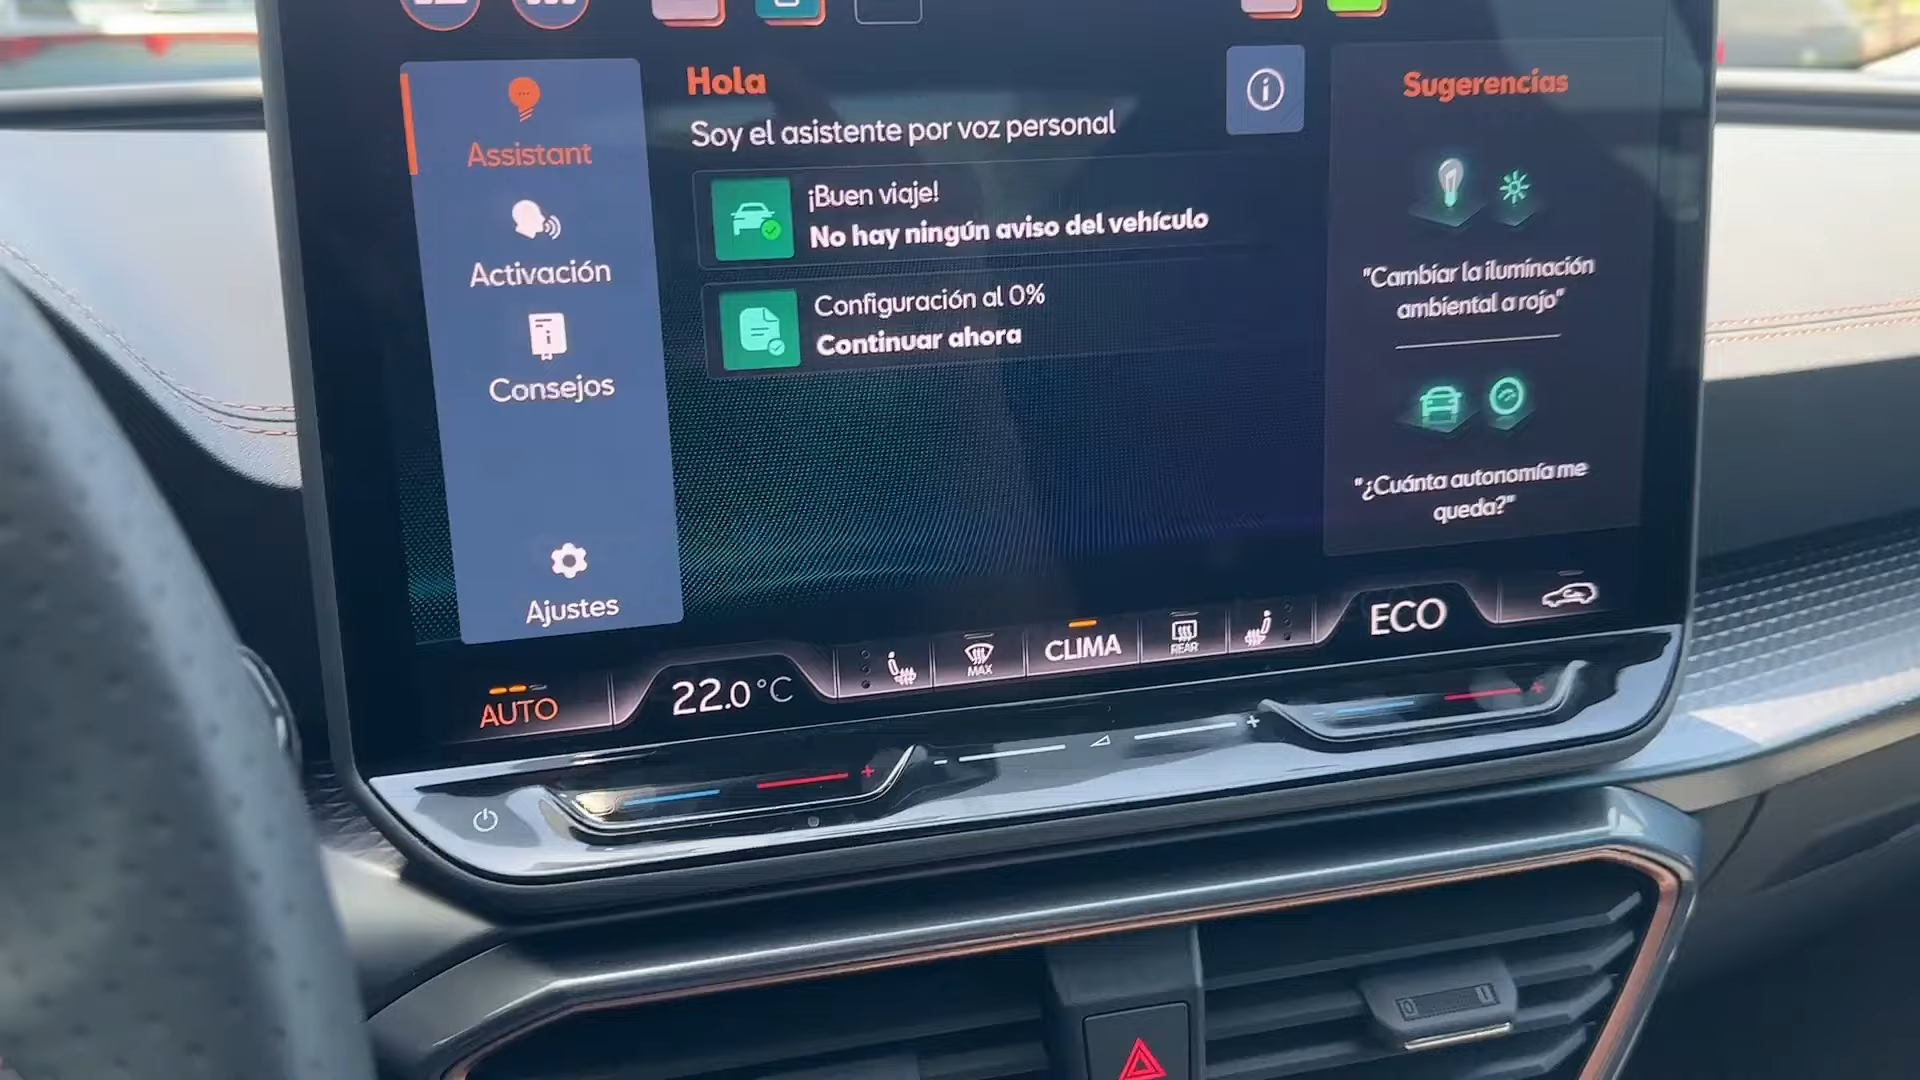 Assistant
Activación
Consejos
Ajustes
Hola
Soy el asistente por voz personal
¡Buen viaje!
No hay ningún aviso del vehículo
Configuración al 0%
Continuar ahora
Sugerencias
"Cambiar la iluminación
ambiental a rojo"
"¿Cuánta autonomía me
queda?"
AUTO
22.0°C
MAX
CLIMA
REAR
ECO
+
-
+
+
0